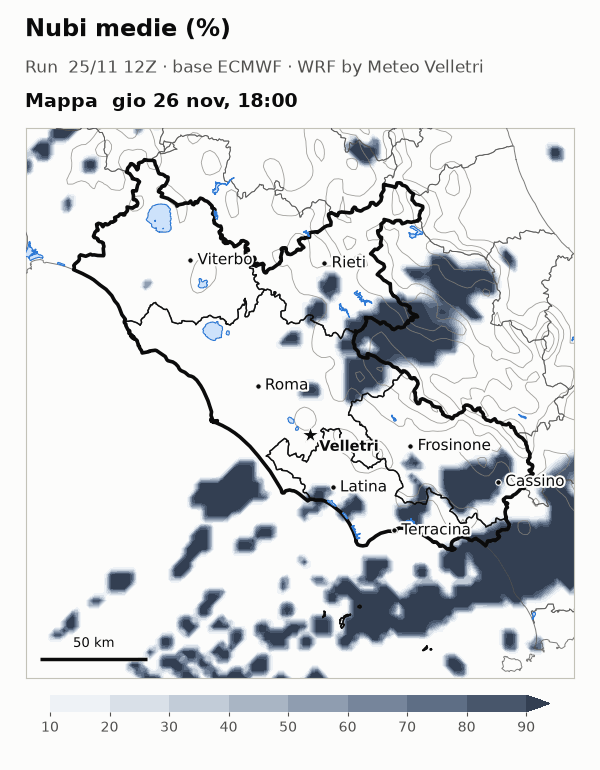 Nubi medie (%)
Run 25/11 12Z · base ECMWF · WRF by Meteo Velletri
Mappa gio 26 nov, 18:00
Viterbo
Rieti
Roma
Velletri
Frosinone
Latina
Cassino
Terracina
50 km
10 20 30 40 50 60 70 80 90